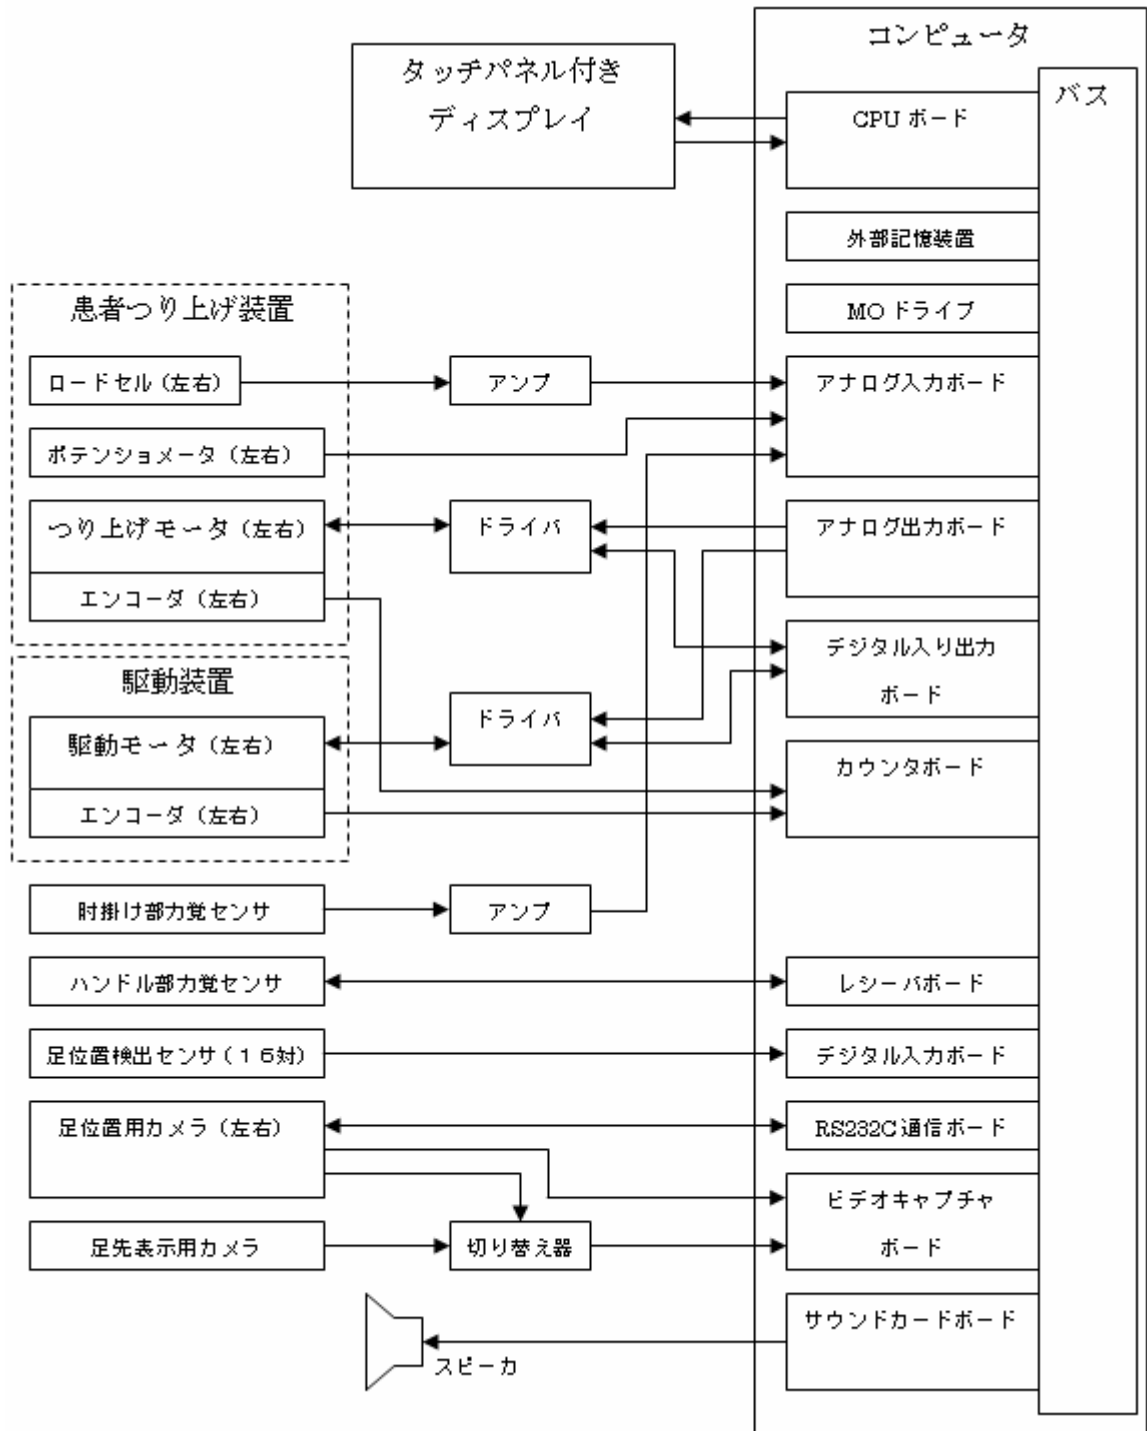 コンピュータ
タッチパネル付き
ディスプレイ
バス
CPU ボード
外部記憶装置
患者つり上げ装置
MO ドライブ
ロードセル（左右）
アンプ
アナログ入力ボード
ポテンショメータ（左右）
つり上げモータ（左右）
ドライバ
アナログ出力ボード
エンコーダ（左右）
デジタル入り出力
ボード
駆動装置
駆動モータ（左右）
ドライバ
カウンタボード
エンコーダ（左右）
肘掛け部力覚センサ
アンプ
ハンドル部力覚センサ
レシーバボード
足位置検出センサ（１６対）
デジタル入力ボード
足位置用カメラ（左右）
RS232C 通信ボード
ビデオキャプチャ
ボード
足先表示用カメラ
切り替え器
サウンドカードボード
スピーカ